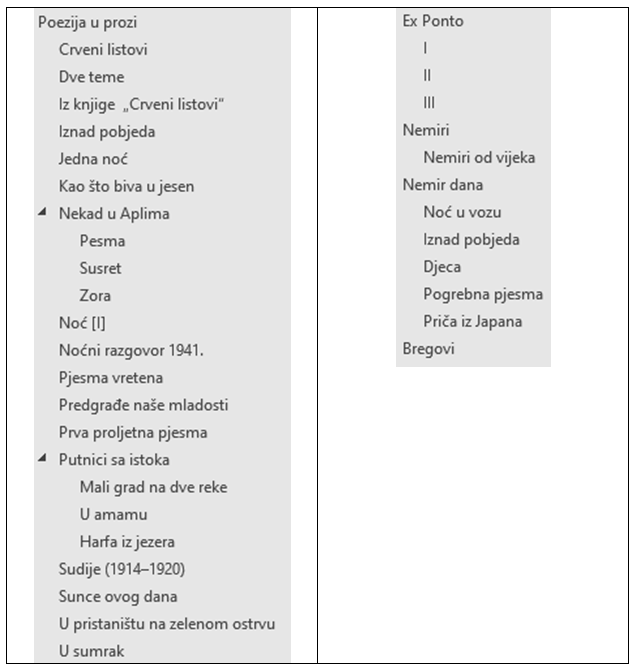 Poezija u prozi
Crveni listovi
Dve teme
Iz knjige „Crveni listovi“
Iznad pobjeda
Jedna noć
Kao što biva u jesen
Nekad u Aplima
Pesma
Susret
Zora
Noć [I]
Noćni razgovor 1941.
Pjesma vretena
Predgrađe naše mladosti
Prva proljetna pjesma
Putnici sa istoka
Mali grad na dve reke
U amamu
Harfa iz jezera
Sudije (1914–1920)
Sunce ovog dana
U pristaništu na zelenom ostrvu
U sumrak
Ex Ponto
I
II
III
Nemiri
Nemiri od vijeka
Nemir dana
Noć u vozu
Iznad pobjeda
Djeca
Pogrebna pjesma
Priča iz Japana
Bregovi